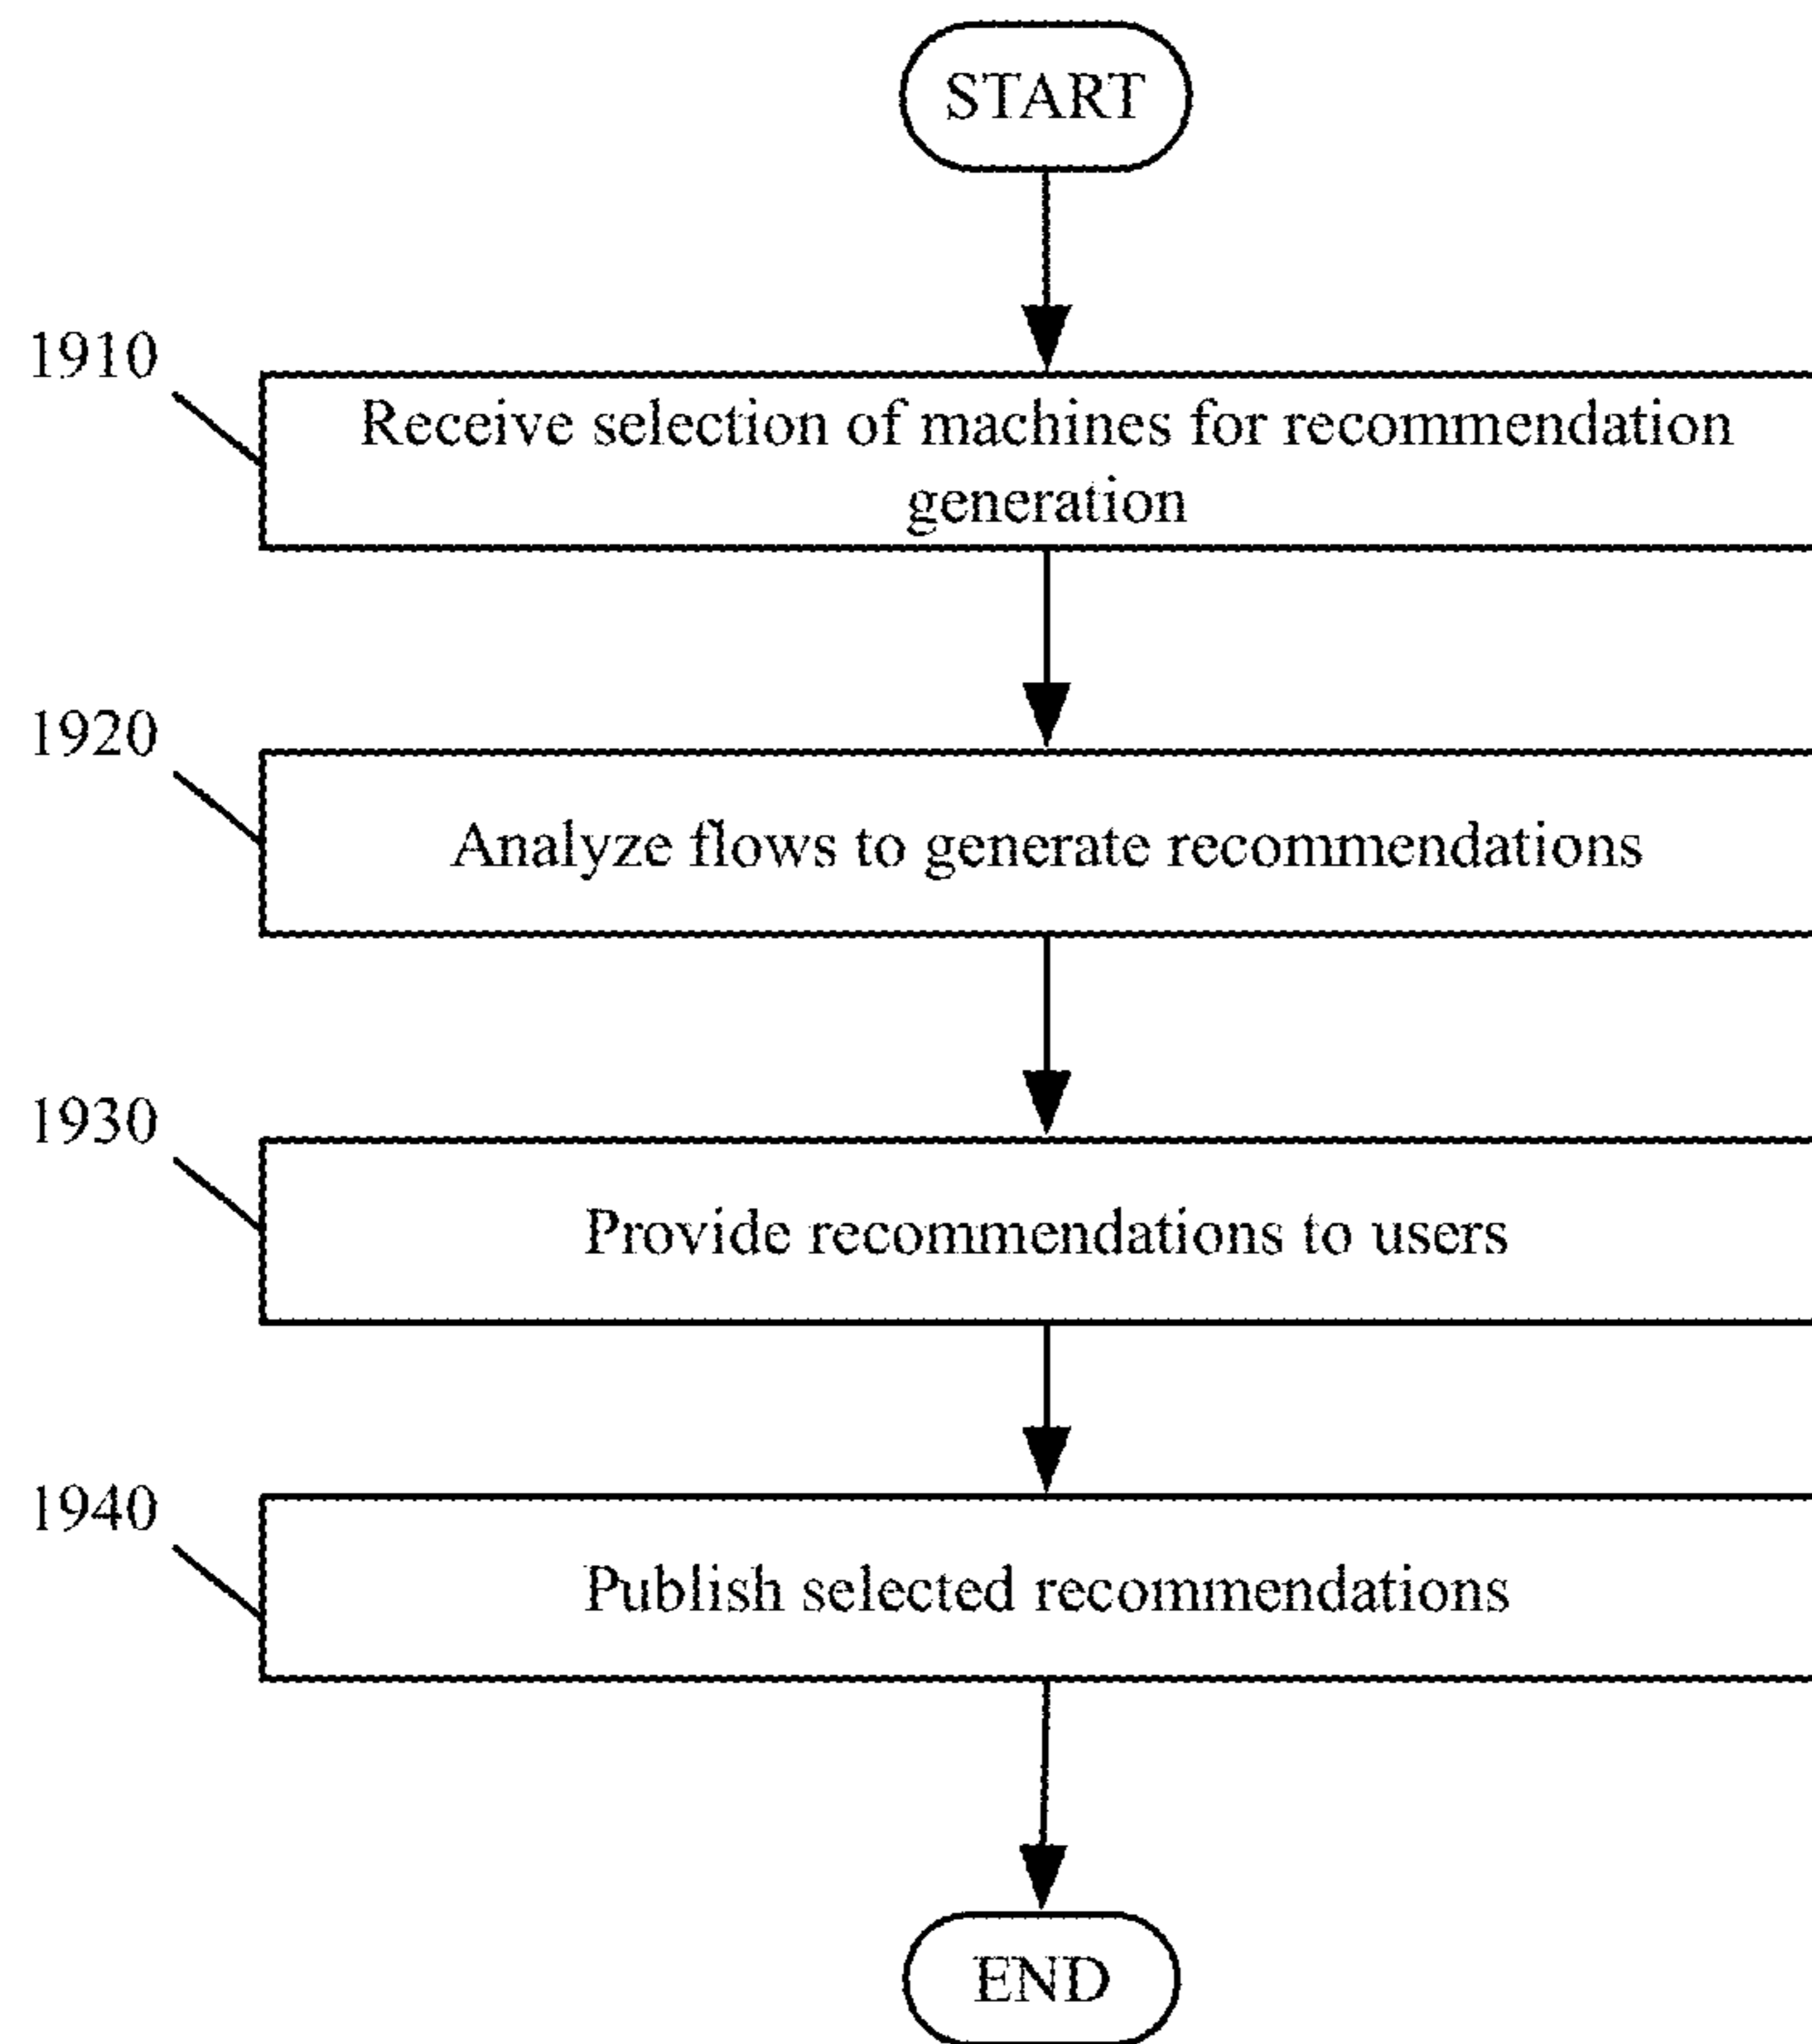 START
1910
Receive selection of machines for recommendation
generation
1920
Analyze flows to generate recommendations
1930
Provide recommendations to users
1940
Publish selected recommendations
END